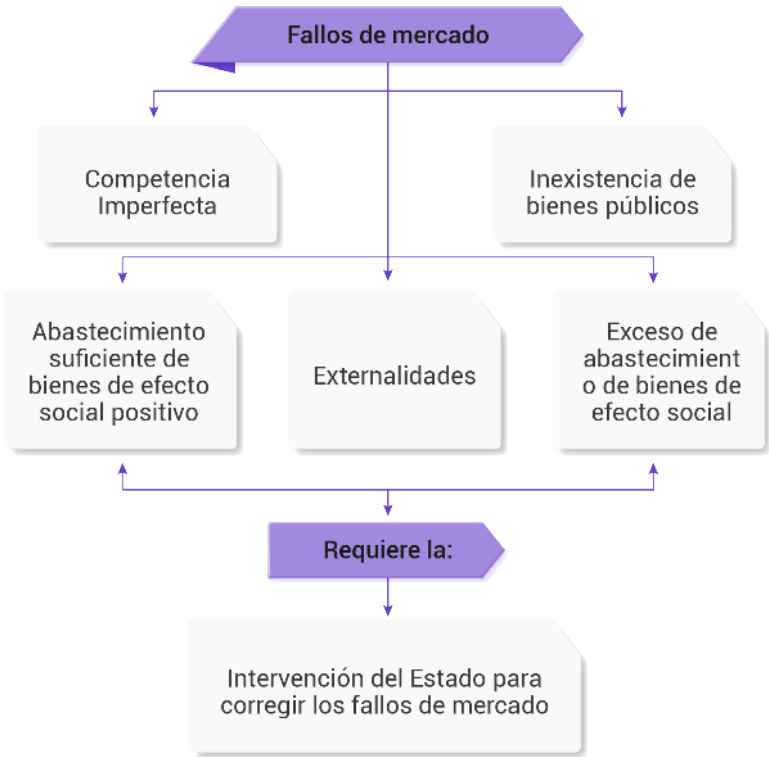 Fallos de mercado
Competencia
Imperfecta
Inexistencia de
bienes públicos
Abastecimiento
suficiente de
bienes de efecto
social positivo
Externalidades
Exceso de
abastecimient
o de bienes de
efecto social
Requiere la:
Intervención del Estado para
corregir los fallos de mercado